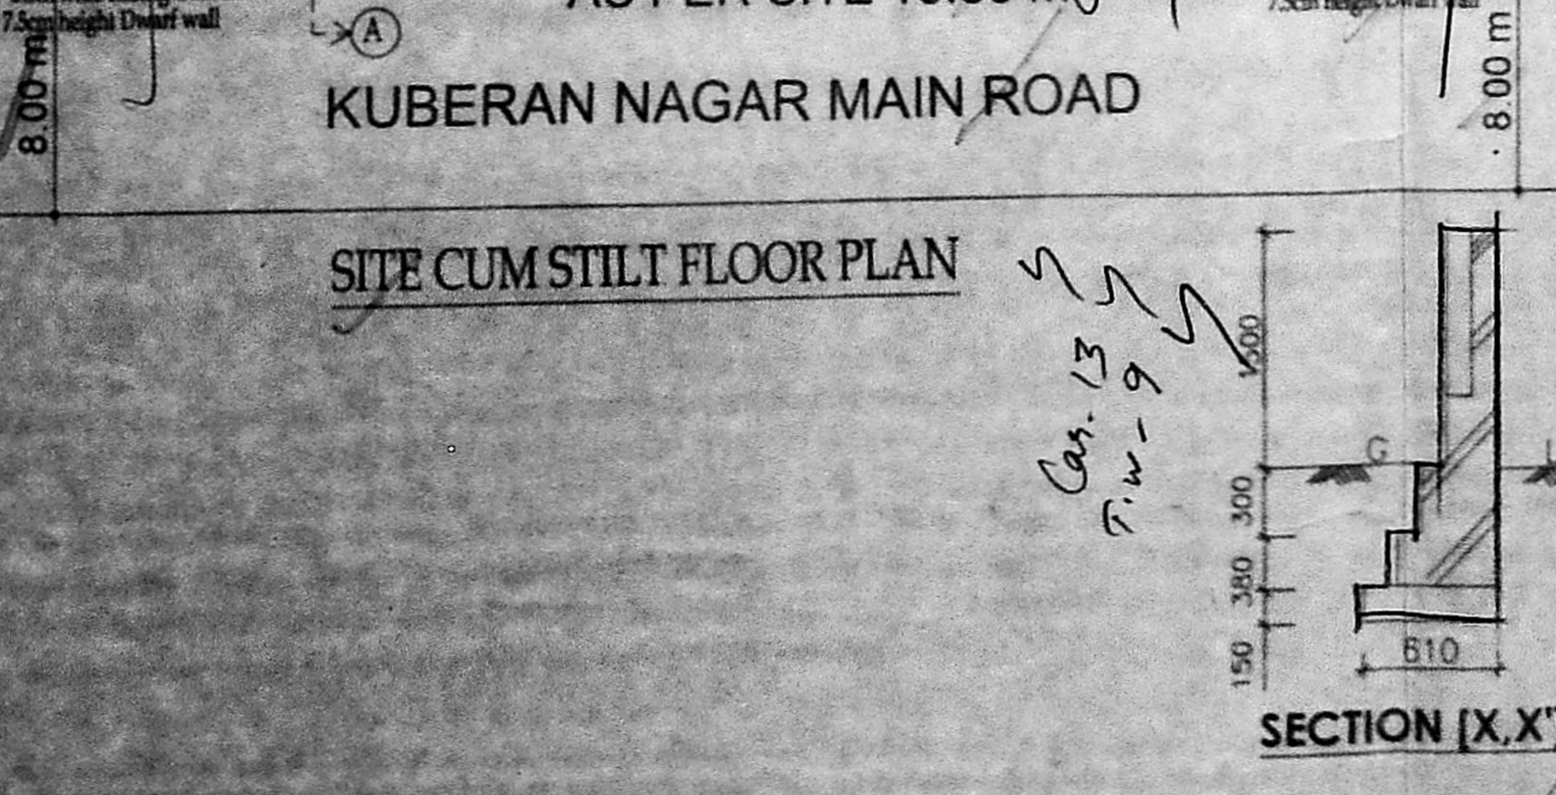 7.5cm height Dwarf wall
A
8.00 m
KUBERAN NAGAR MAIN ROAD
8.00 m
SITE CUM STILT FLOOR PLAN
Car. 13
T.W - 9
1500
G
300
380
150
610
SECTION [X,X'